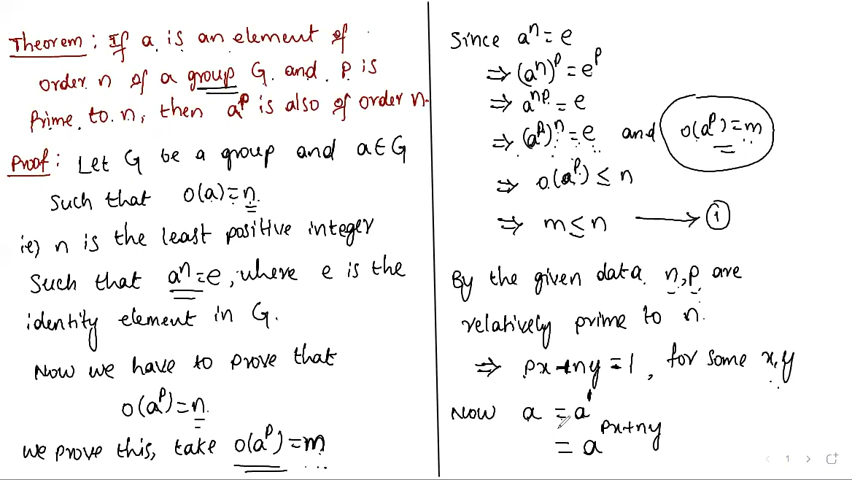 Theorem: If a is an element of
order n of a group G and P is
Prime to n, then a^p is also of order n.
Proof: Let G be a group and a∈G
Such that O(a)=n.
ie) n is the least positive integer
Such that a^n=e, where e is the
identity element in G.
Now we have to prove that
O(a^p)=n.
we prove this, take O(a^p)=m
Since a^n=e
⇒ (a^n)^p=e^p
⇒ a^np=e
⇒ (a^p)^n=e and O(a^p)=m
⇒ O(a^p)≤n
⇒ m≤n → ①
By the given data n,p are
relatively prime to n.
⇒ px+ny=1, for some x,y
Now a =a^1
=a^px+ny
1